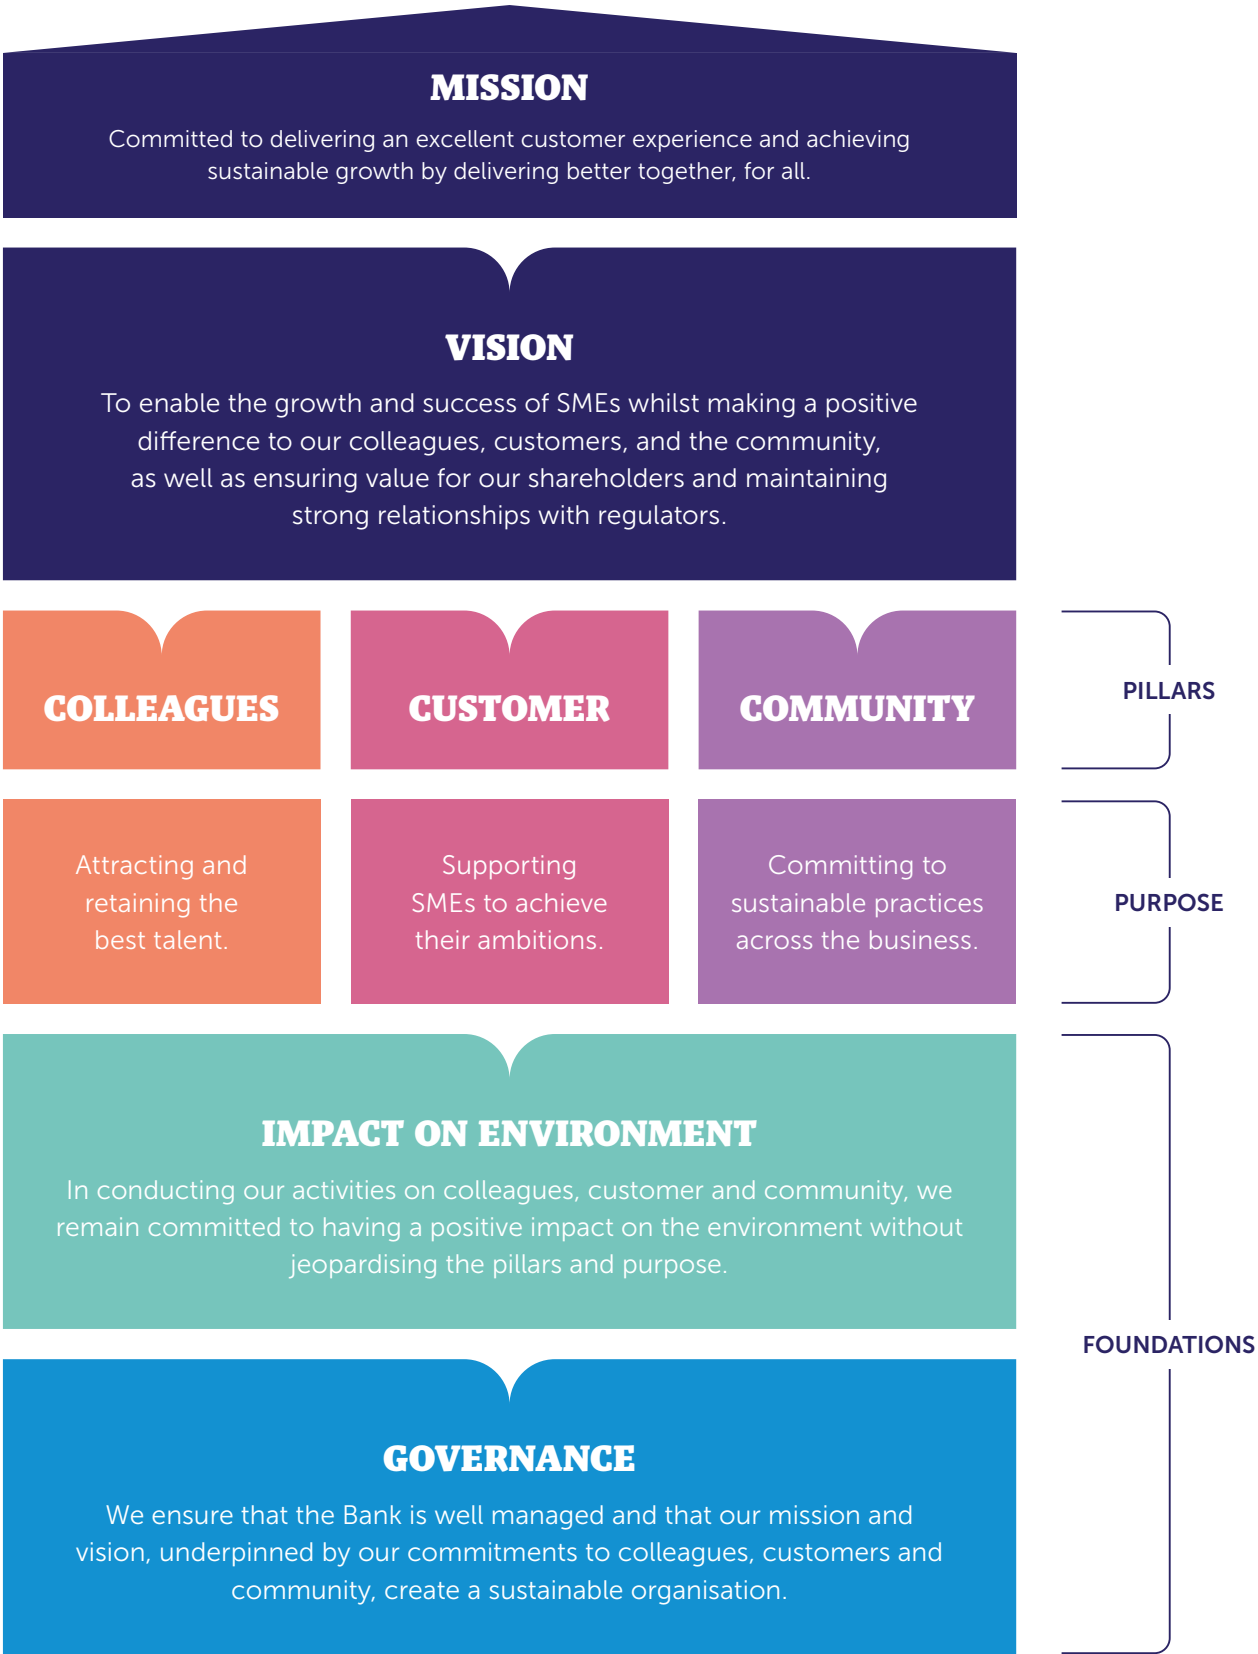 MISSION
Committed to delivering an excellent customer experience and achieving
sustainable growth by delivering better together, for all.
VISION
To enable the growth and success of SMEs whilst making a positive
difference to our colleagues, customers, and the community,
as well as ensuring value for our shareholders and maintaining
strong relationships with regulators.
COLLEAGUES
CUSTOMER
COMMUNITY
PILLARS
Attracting and
retaining the
best talent.
Supporting
SMEs to achieve
their ambitions.
Committing to
sustainable practices
across the business.
PURPOSE
IMPACT ON ENVIRONMENT
In conducting our activities on colleagues, customer and community, we
remain committed to having a positive impact on the environment without
jeopardising the pillars and purpose.
FOUNDATIONS
GOVERNANCE
We ensure that the Bank is well managed and that our mission and
vision, underpinned by our commitments to colleagues, customers and
community, create a sustainable organisation.